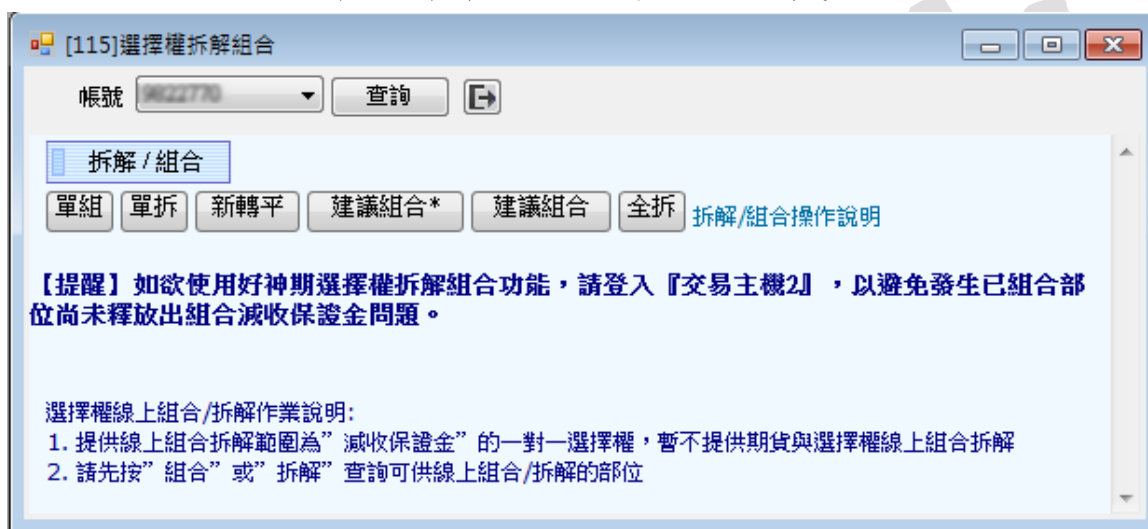 [115]選擇權拆解組合
帳號 9822770 查詢
拆解 / 組合
單組 單拆 新轉平 建議組合* 建議組合 全拆 拆解/組合操作說明
【提醒】如欲使用好神期選擇權拆解組合功能，請登入『交易主機2』，以避免發生已組合部
位尚未釋放出組合減收保證金問題。
選擇權線上組合/拆解作業說明:
1. 提供線上組合拆解範圍為”減收保證金”的一對一選擇權，暫不提供期貨與選擇權線上組合拆解
2. 請先按”組合”或”拆解”查詢可供線上組合/拆解的部位